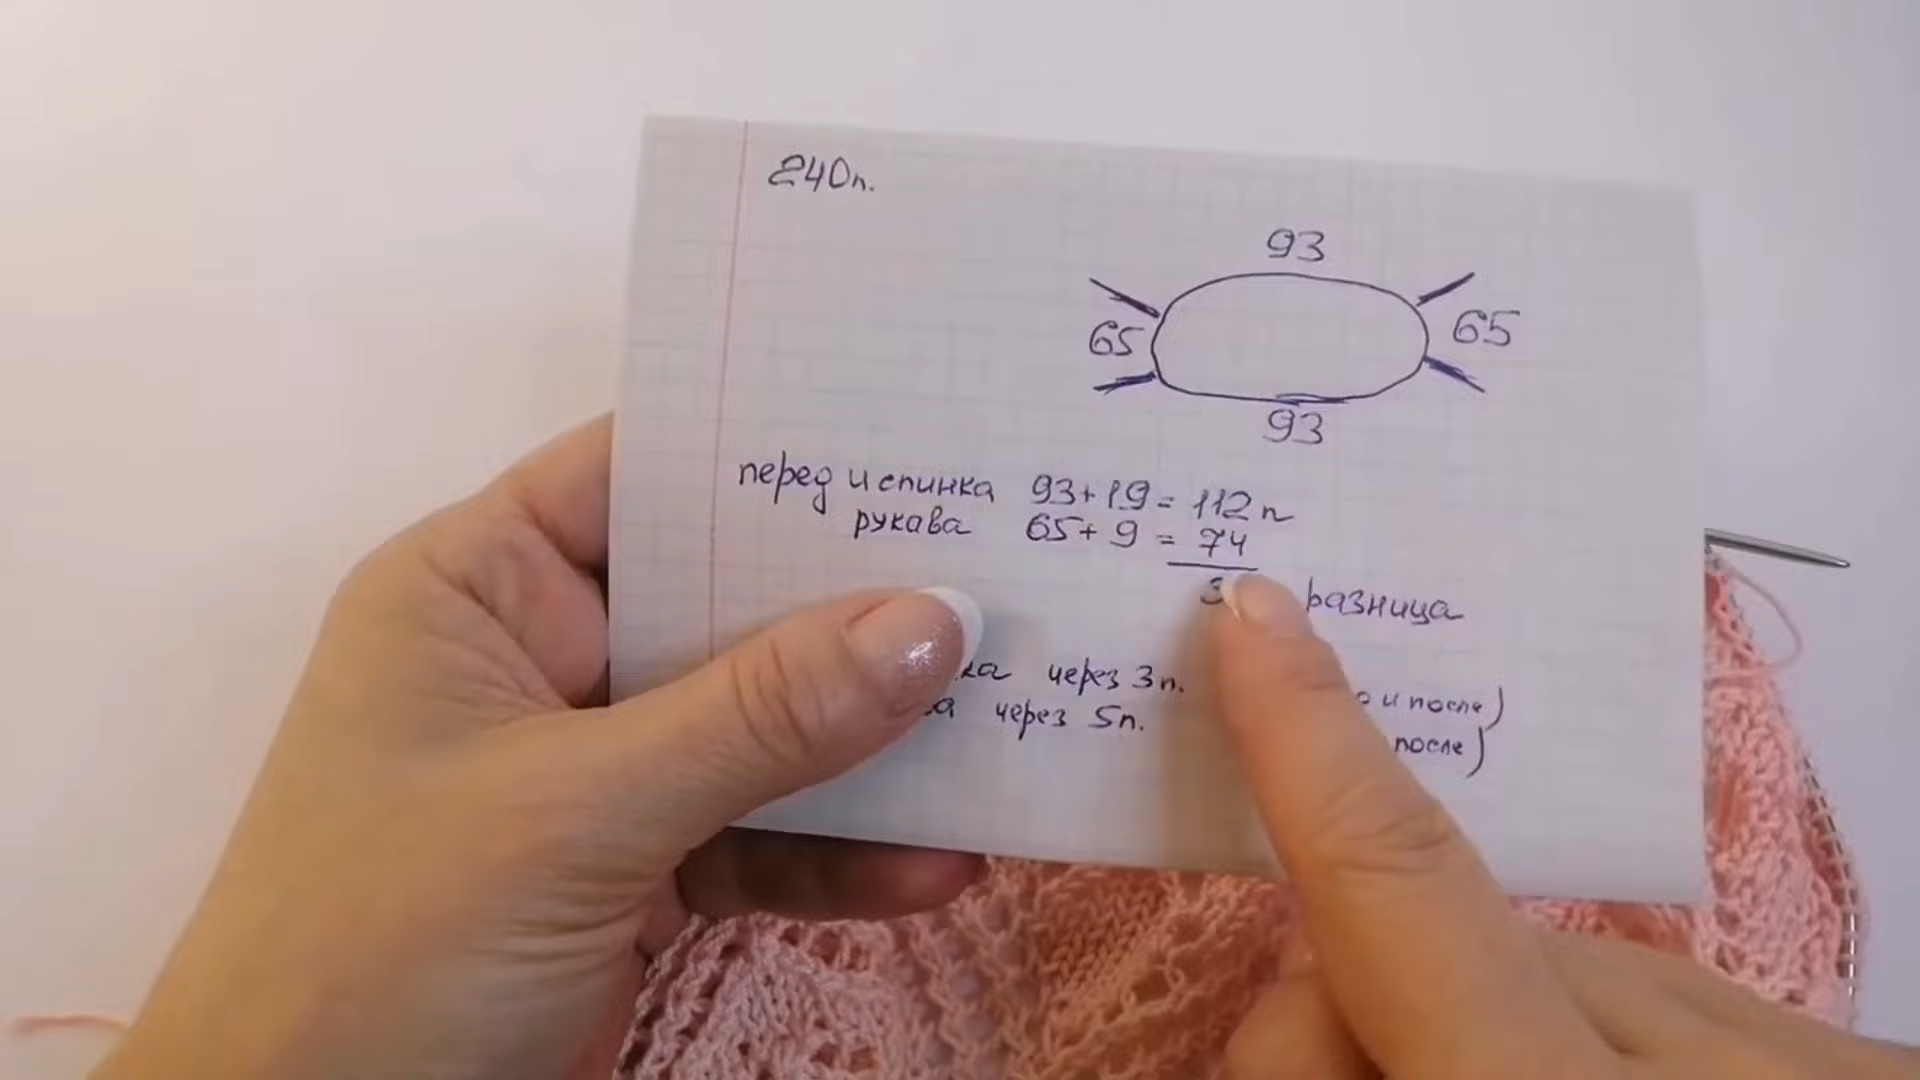 240п.
93
65 65
93
перед и спинка 93+19=112п
рукава 65+9=74
разница
через 3п. и после)
через 5п. после)